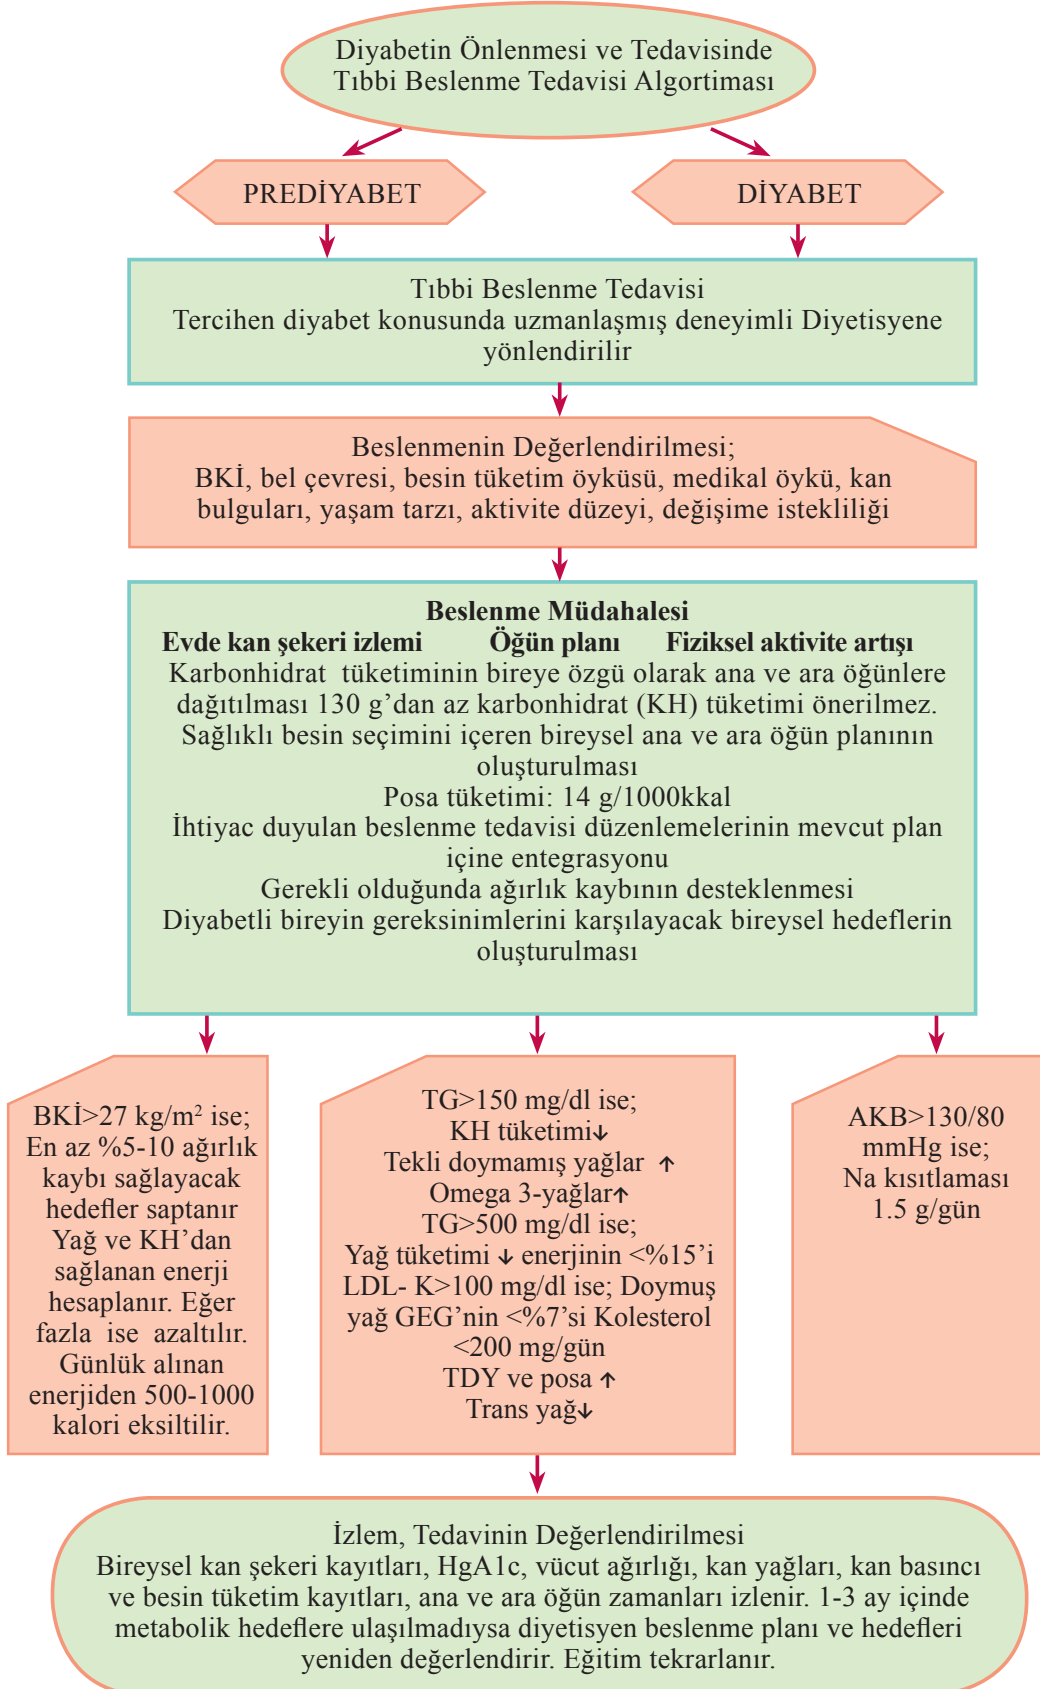 Diyabetin Önlenmesi ve Tedavisinde
Tıbbi Beslenme Tedavisi Algortiması
PREDİYABET
DİYABET
Tıbbi Beslenme Tedavisi
Tercihen diyabet konusunda uzmanlaşmış deneyimli Diyetisyene
yönlendirilir
Beslenmenin Değerlendirilmesi;
BKİ, bel çevresi, besin tüketim öyküsü, medikal öykü, kan
bulguları, yaşam tarzı, aktivite düzeyi, değişime istekliliği
Beslenme Müdahalesi
Evde kan şekeri izlemi Öğün planı Fiziksel aktivite artışı
Karbonhidrat tüketiminin bireye özgü olarak ana ve ara öğünlere
dağıtılması 130 g’dan az karbonhidrat (KH) tüketimi önerilmez.
Sağlıklı besin seçimini içeren bireysel ana ve ara öğün planının
oluşturulması
Posa tüketimi: 14 g/1000kkal
İhtiyac duyulan beslenme tedavisi düzenlemelerinin mevcut plan
içine entegrasyonu
Gerekli olduğunda ağırlık kaybının desteklenmesi
Diyabetli bireyin gereksinimlerini karşılayacak bireysel hedeflerin
oluşturulması
BKİ>27 kg/m² ise;
En az %5-10 ağırlık
kaybı sağlayacak
hedefler saptanır
Yağ ve KH’dan
sağlanan enerji
hesaplanır. Eğer
fazla ise azaltılır.
Günlük alınan
enerjiden 500-1000
kalori eksiltilir.
TG>150 mg/dl ise;
KH tüketimi↓
Tekli doymamış yağlar ↑
Omega 3-yağlar↑
TG>500 mg/dl ise;
Yağ tüketimi ↓ enerjinin <%15’i
LDL- K>100 mg/dl ise; Doymuş
yağ GEG’nin <%7’si Kolesterol
<200 mg/gün
TDY ve posa ↑
Trans yağ↓
AKB>130/80
mmHg ise;
Na kısıtlaması
1.5 g/gün
İzlem, Tedavinin Değerlendirilmesi
Bireysel kan şekeri kayıtları, HgA1c, vücut ağırlığı, kan yağları, kan basıncı
ve besin tüketim kayıtları, ana ve ara öğün zamanları izlenir. 1-3 ay içinde
metabolik hedeflere ulaşılmadıysa diyetisyen beslenme planı ve hedefleri
yeniden değerlendirir. Eğitim tekrarlanır.